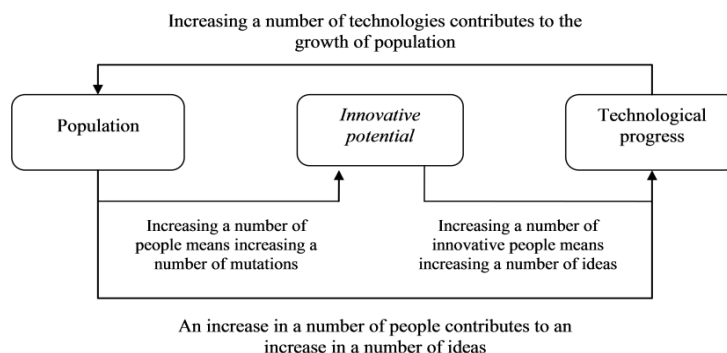 Increasing a number of technologies contributes to the
growth of population
Population
Innovative
potential
Technological
progress
Increasing a number of
people means increasing a
number of mutations
Increasing a number of
innovative people means
increasing a number of ideas
An increase in a number of people contributes to an
increase in a number of ideas